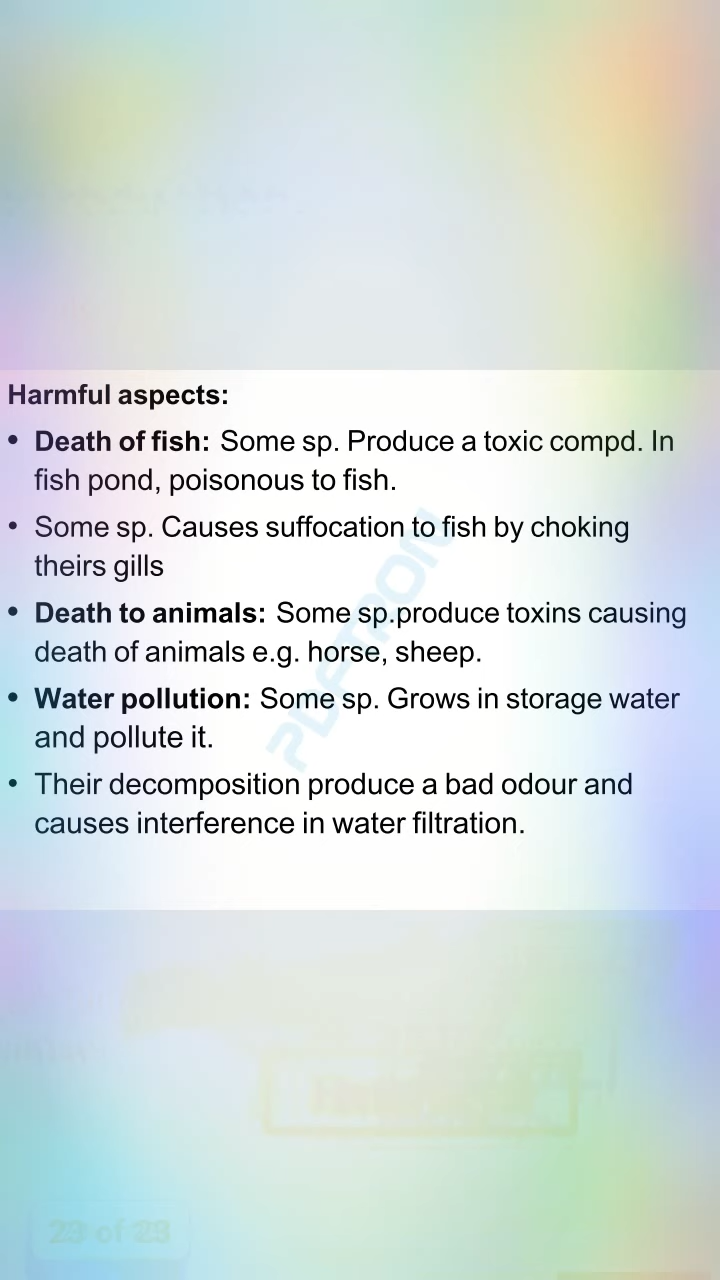 Harmful aspects:
• Death of fish: Some sp. Produce a toxic compd. In
fish pond, poisonous to fish.
• Some sp. Causes suffocation to fish by choking
theirs gills
• Death to animals: Some sp.produce toxins causing
death of animals e.g. horse, sheep.
• Water pollution: Some sp. Grows in storage water
and pollute it.
• Their decomposition produce a bad odour and
causes interference in water filtration.
PDFTRON
23 of 23